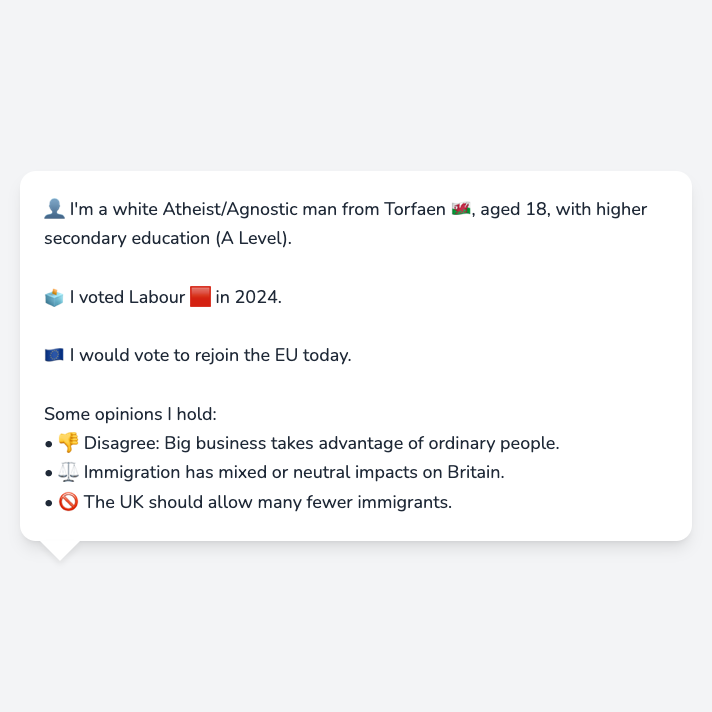 👤 I'm a white Atheist/Agnostic man from Torfaen 🏴󠁧󠁢󠁷󠁬󠁳󠁿, aged 18, with higher
secondary education (A Level).
🗳️ I voted Labour 🟥 in 2024.
🇪🇺 I would vote to rejoin the EU today.
Some opinions I hold:
• 👎 Disagree: Big business takes advantage of ordinary people.
• ⚖️ Immigration has mixed or neutral impacts on Britain.
• 🚫 The UK should allow many fewer immigrants.